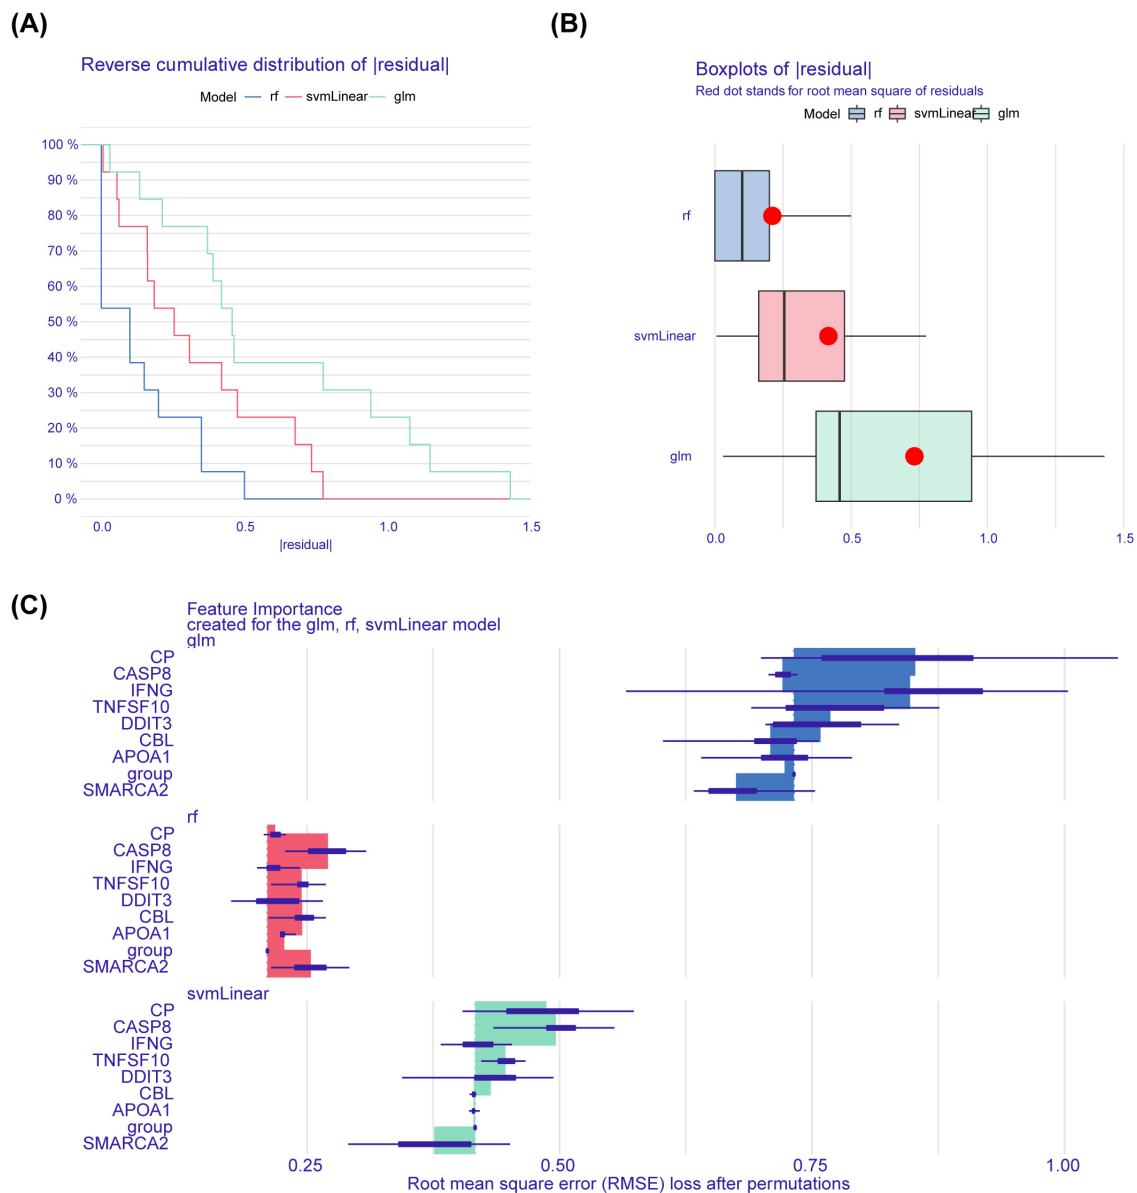 (A)
Reverse cumulative distribution of |residual|
Model rf svmLinear glm
100 %
90 %
80 %
70 %
60 %
50 %
40 %
30 %
20 %
10 %
0 %
0.0 0.5 1.0 1.5
|residual|
(B)
Boxplots of |residual|
Red dot stands for root mean square of residuals
Model rf svmLinear glm
rf
svmLinear
glm
0.0 0.5 1.0 1.5
(C)
Feature Importance
created for the glm, rf, svmLinear model
glm
CP
CASP8
IFNG
TNFSF10
DDIT3
CBL
APOA1
group
SMARCA2
rf
CP
CASP8
IFNG
TNFSF10
DDIT3
CBL
APOA1
group
SMARCA2
svmLinear
CP
CASP8
IFNG
TNFSF10
DDIT3
CBL
APOA1
group
SMARCA2
0.25 0.50 0.75 1.00
Root mean square error (RMSE) loss after permutations